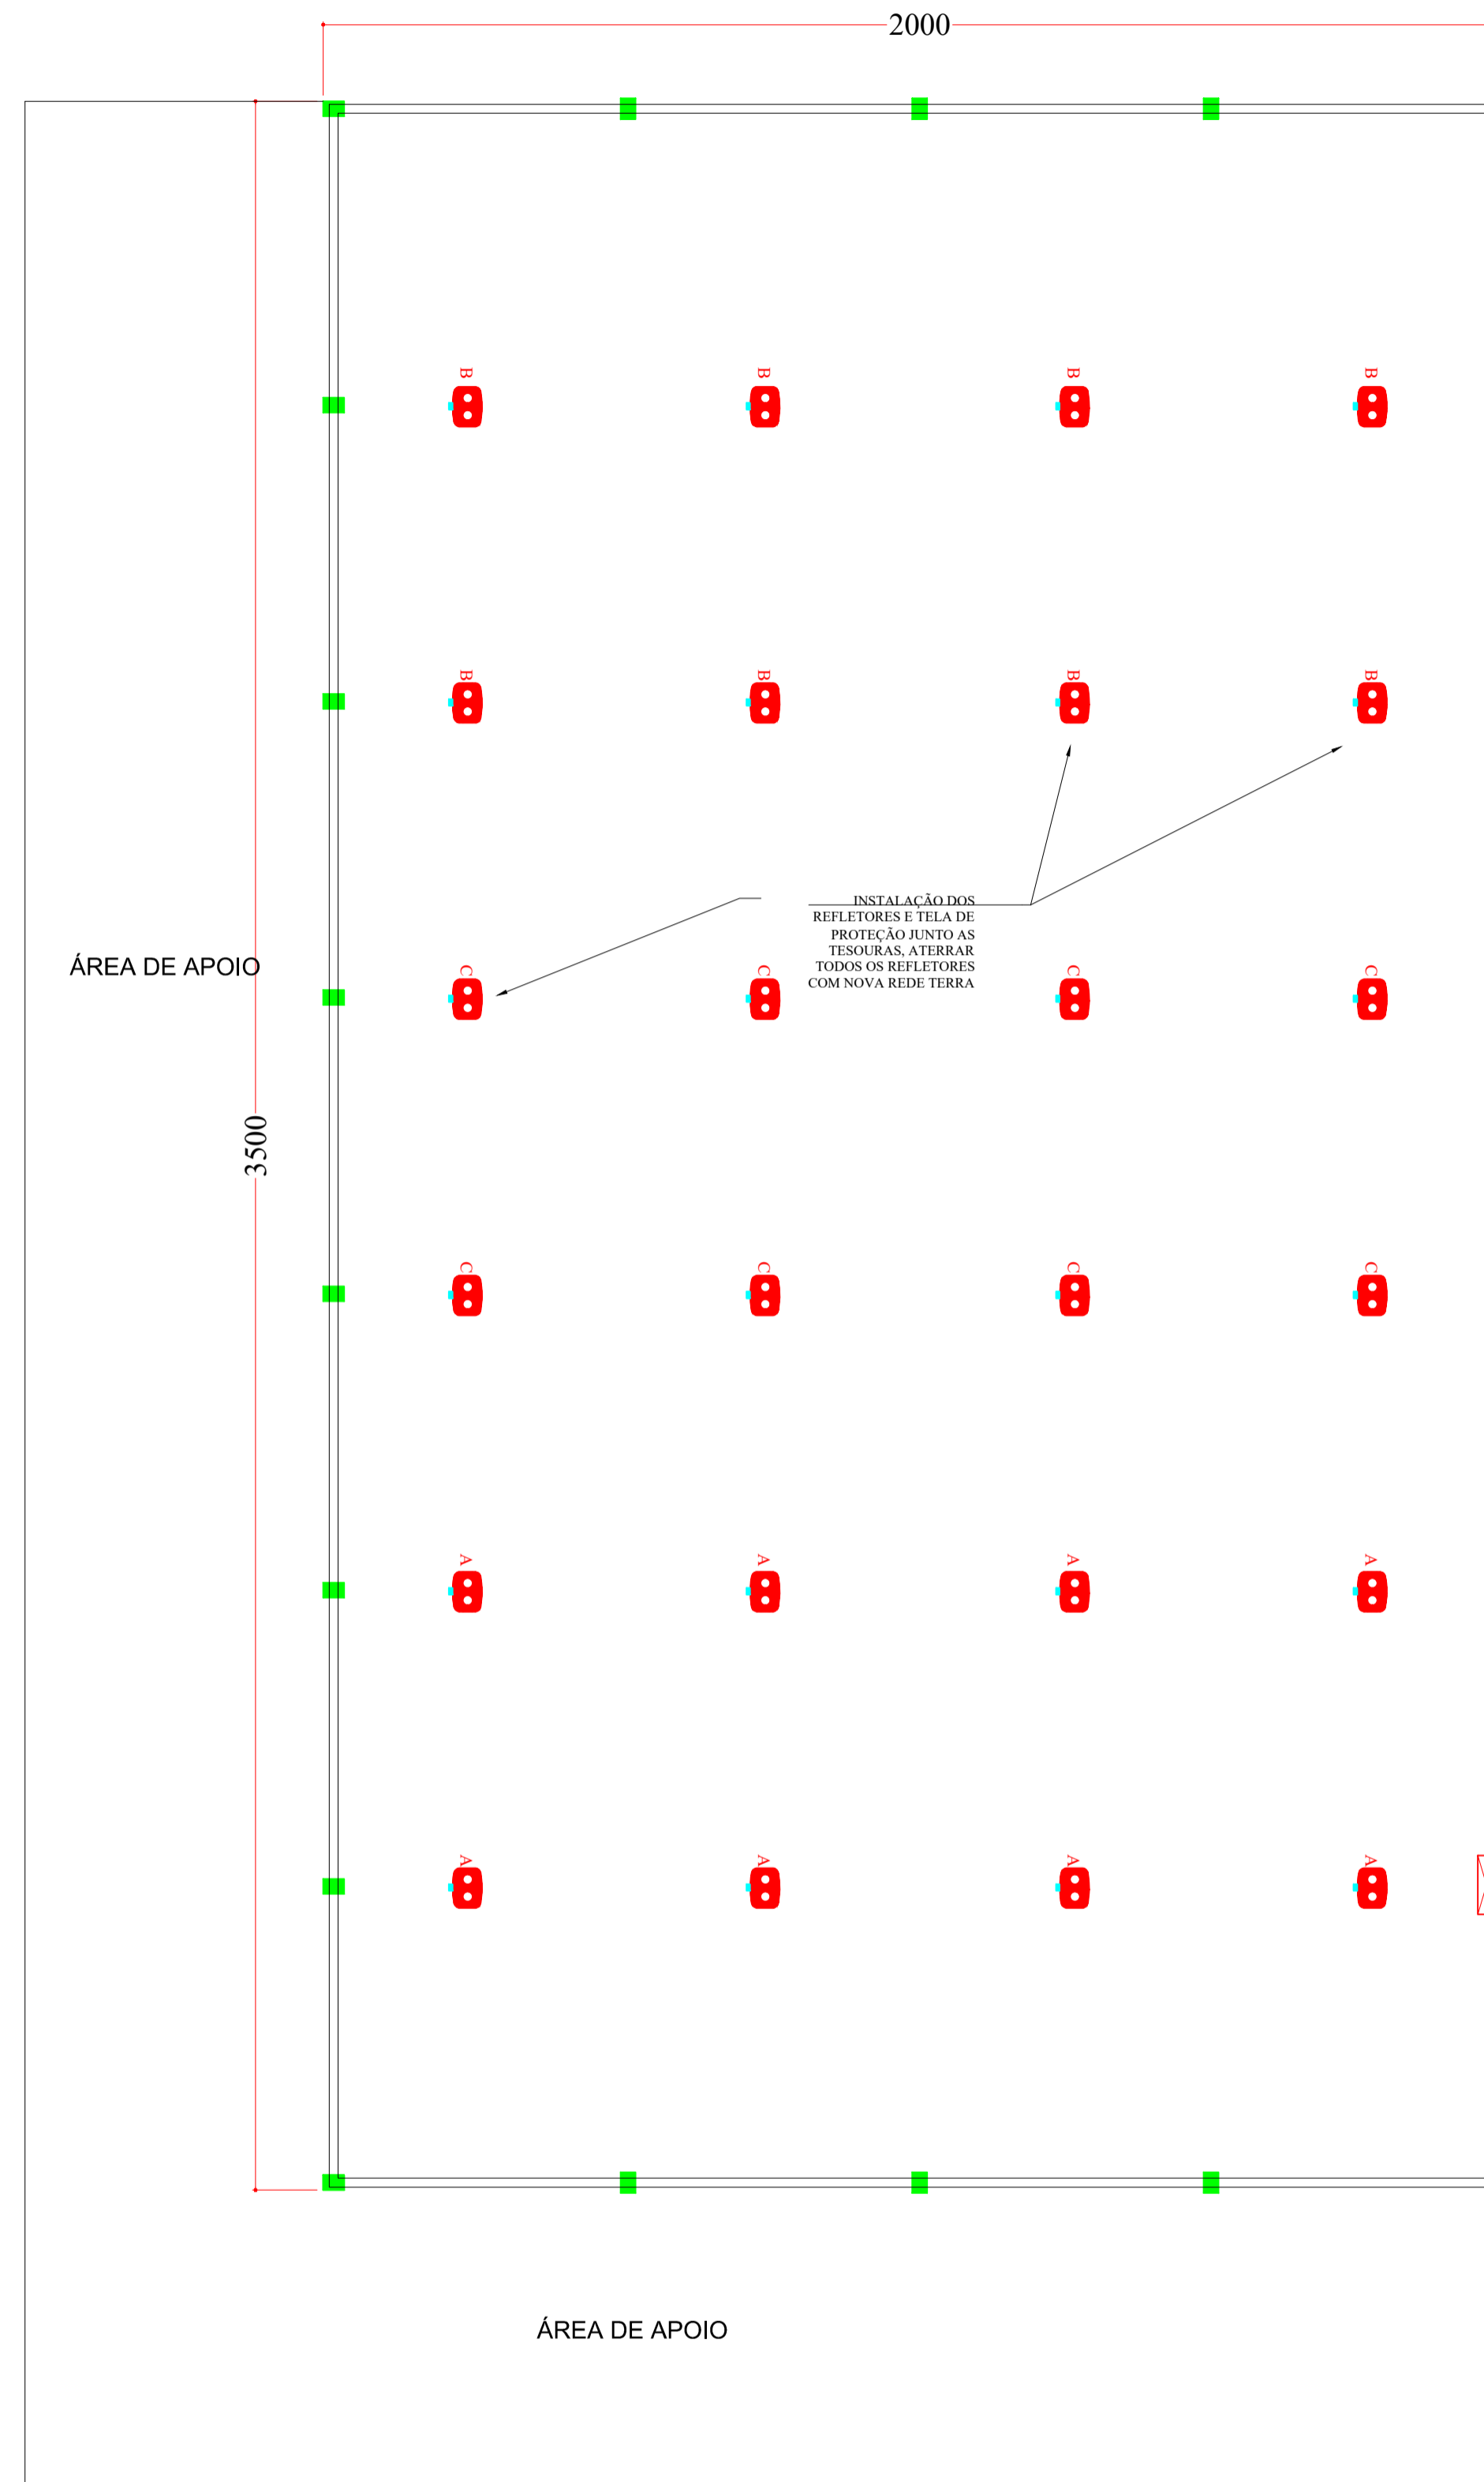 2000
B B B B
B B B B
INSTALAÇÃO DOS
REFLETORES E TELA DE
PROTEÇÃO JUNTO AS
TESOURAS, ATERRAR
TODOS OS REFLETORES
COM NOVA REDE TERRA
ÁREA DE APOIO
C C C C
3500
C C C C
A A A A
A A A A
ÁREA DE APOIO